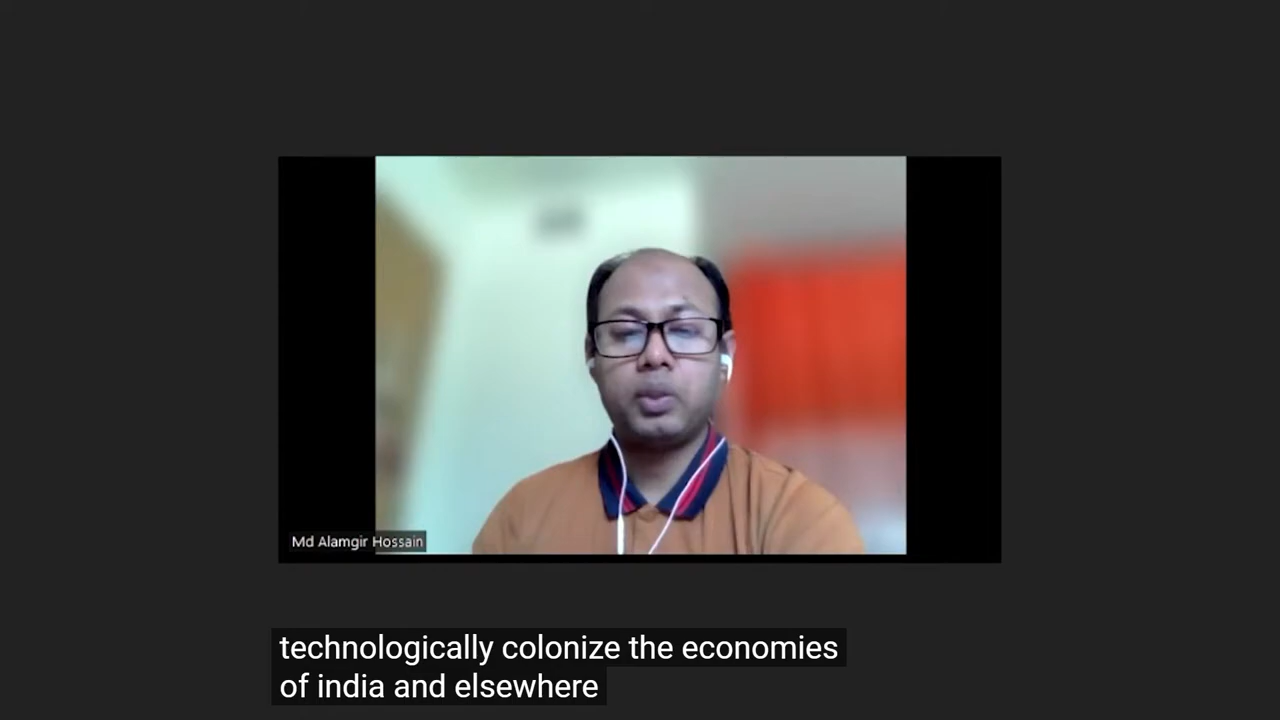 Md Alamgir Hossain
technologically colonize the economies
of india and elsewhere